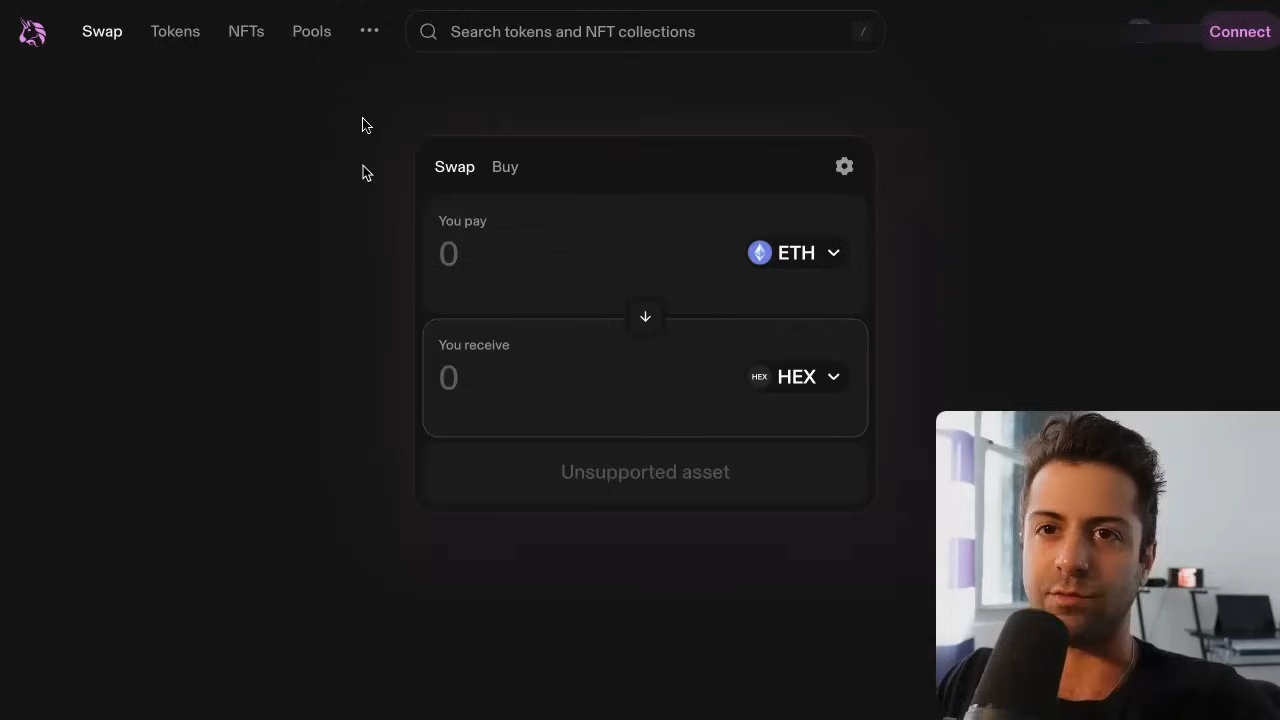 Swap Tokens NFTs Pools ••• Search tokens and NFT collections / Connect
Swap Buy
You pay
0 ETH
You receive
0 HEX HEX
Unsupported asset